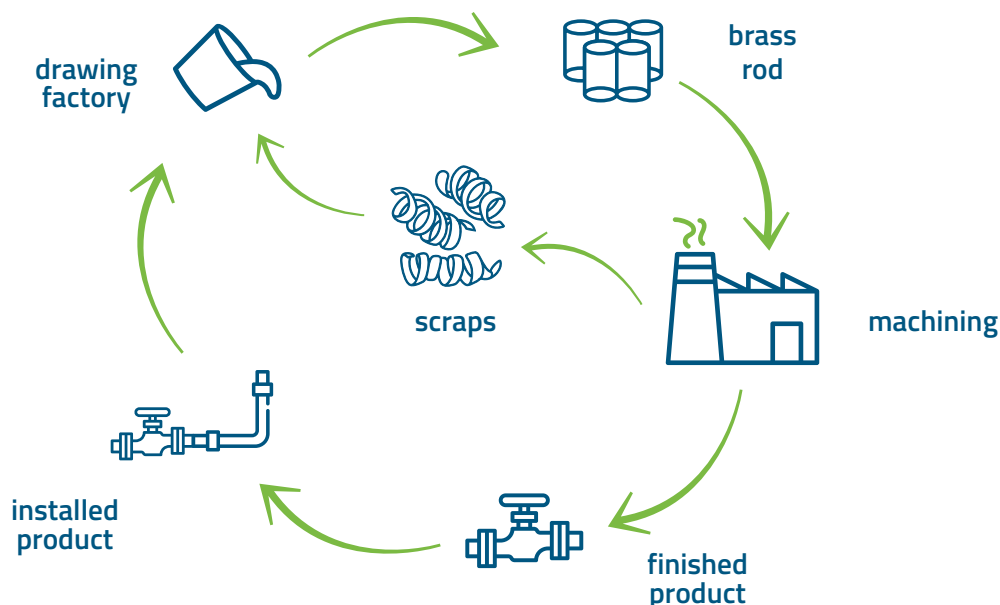 drawing
factory
brass
rod
scraps
machining
installed
product
finished
product